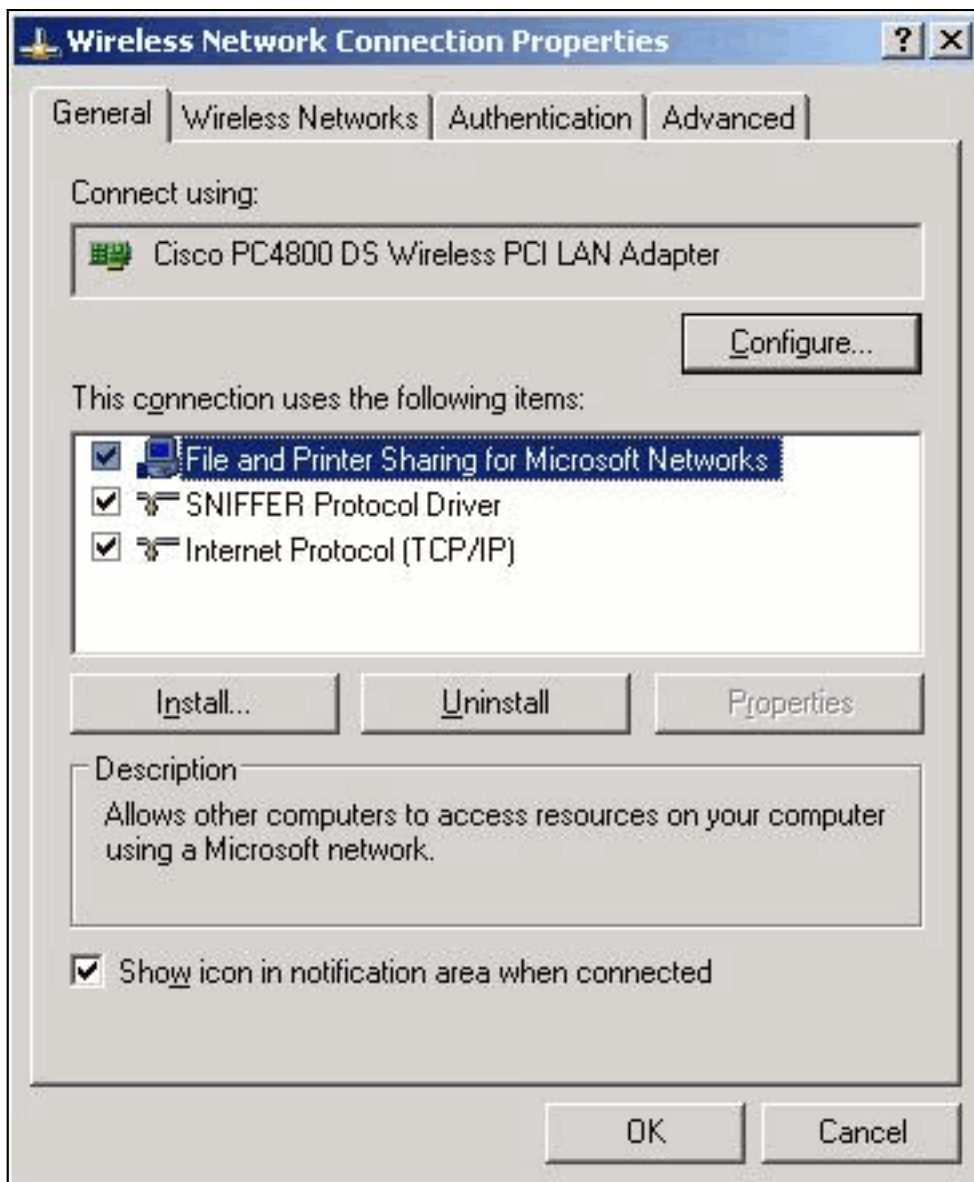 Wireless Network Connection Properties
General
Wireless Networks
Authentication
Advanced
Connect using:
Cisco PC4800 DS Wireless PCI LAN Adapter
Configure...
This connection uses the following items:
File and Printer Sharing for Microsoft Networks
SNIFFER Protocol Driver
Internet Protocol (TCP/IP)
Install...
Uninstall
Properties
Description
Allows other computers to access resources on your computer
using a Microsoft network.
Show icon in notification area when connected
OK
Cancel